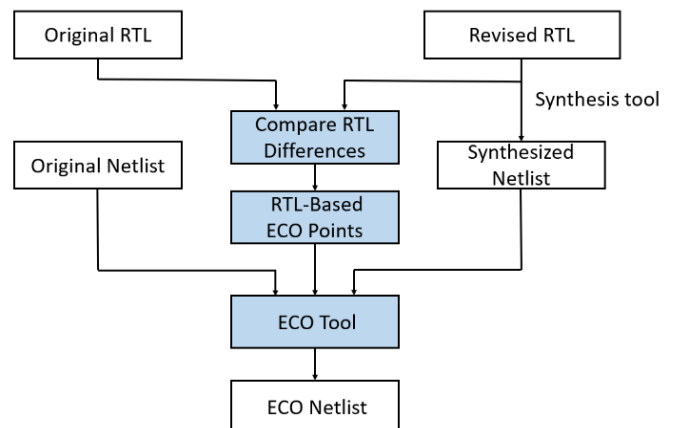 Original RTL
Revised RTL
Synthesis tool
Compare RTL
Differences
Original Netlist
Synthesized
Netlist
RTL-Based
ECO Points
ECO Tool
ECO Netlist